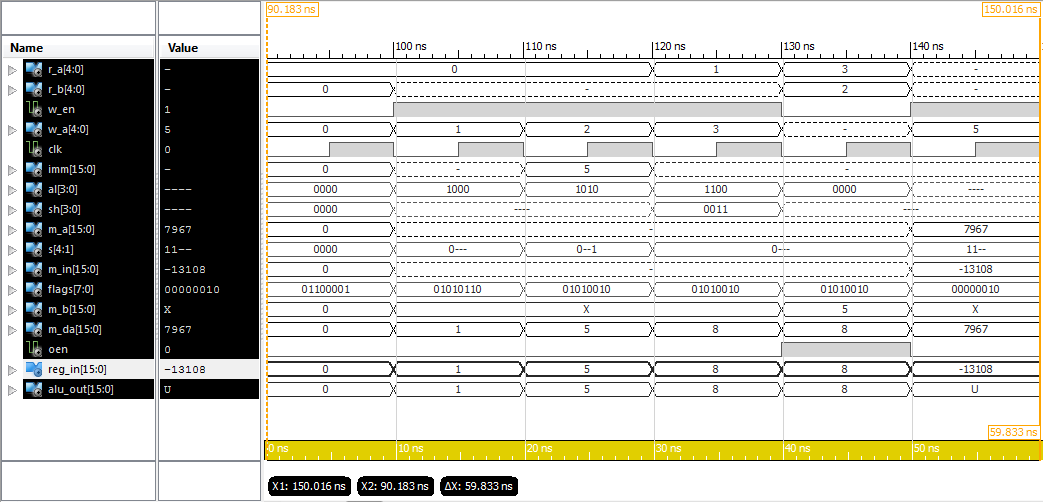 90.183 ns 150.016 ns
Name Value 100 ns 110 ns 120 ns 130 ns 140 ns
r_a[4:0] - 0 1 3 -
r_b[4:0] - 0 - 2 -
w_en 1
w_a[4:0] 5 0 1 2 3 - 5
clk 0
imm[15:0] - 0 - 5 -
al[3:0] ---- 0000 1000 1010 1100 0000 ----
sh[3:0] ---- 0000 ---- 0011 ----
m_a[15:0] 7967 0 - 7967
s[4:1] 11-- 0000 0--- 0--1 0--- 11--
m_in[15:0] -13108 0 - -13108
flags[7:0] 00000010 01100001 01010110 01010010 01010010 01010010 00000010
m_b[15:0] X 0 X 5 X
m_da[15:0] 7967 0 1 5 8 8 7967
oen 0
reg_in[15:0] -13108 0 1 5 8 8 -13108
alu_out[15:0] U 0 1 5 8 8 U
59.833 ns
0 ns 10 ns 20 ns 30 ns 40 ns 50 ns
X1: 150.016 ns X2: 90.183 ns ΔX: 59.833 ns